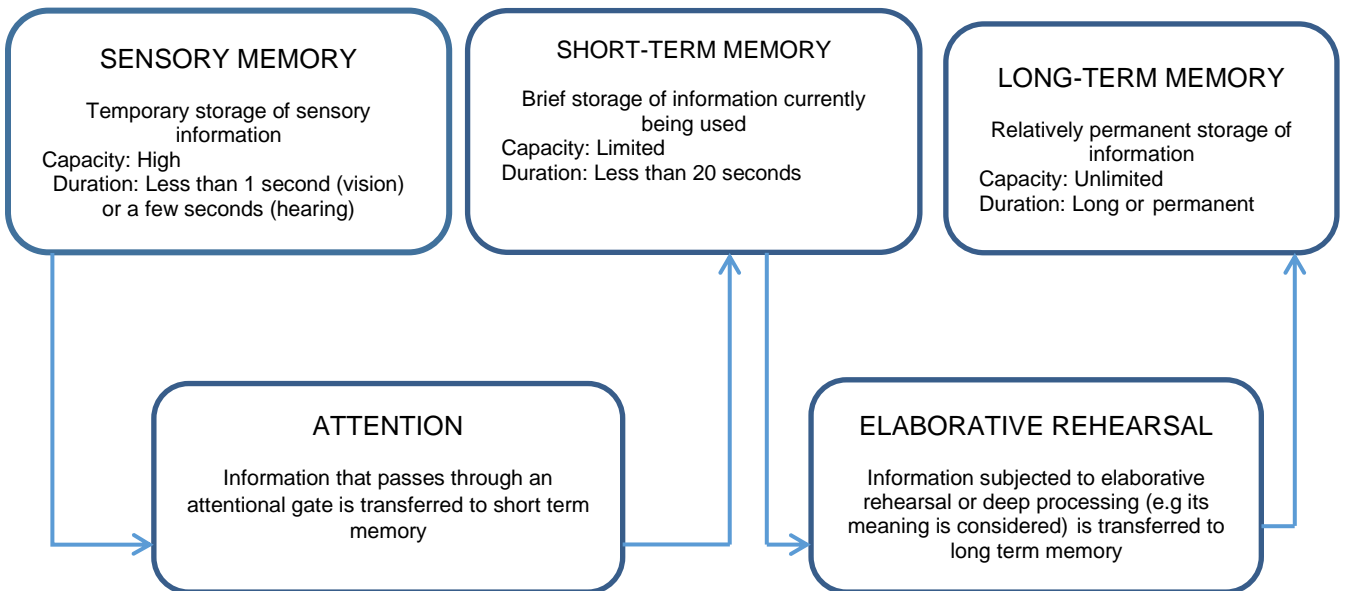 SENSORY MEMORY
Temporary storage of sensory
information
Capacity: High
Duration: Less than 1 second (vision)
or a few seconds (hearing)
SHORT-TERM MEMORY
Brief storage of information currently
being used
Capacity: Limited
Duration: Less than 20 seconds
LONG-TERM MEMORY
Relatively permanent storage of
information
Capacity: Unlimited
Duration: Long or permanent
ATTENTION
Information that passes through an
attentional gate is transferred to short term
memory
ELABORATIVE REHEARSAL
Information subjected to elaborative
rehearsal or deep processing (e.g its
meaning is considered) is transferred to
long term memory